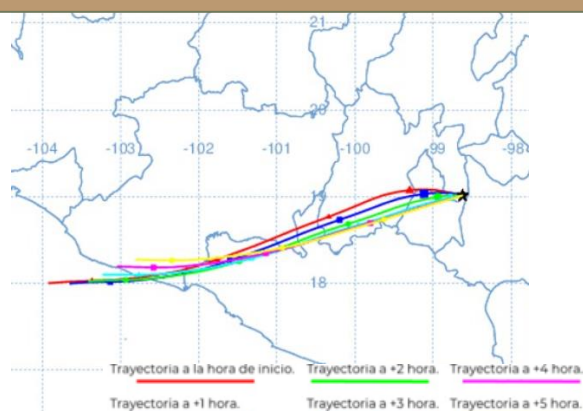 21
20
-104 -103 -102 -101 -100 -99 -98
19
18
Trayectoria a la hora de inicio. Trayectoria a +2 hora. Trayectoria a +4 hora.
Trayectoria a +1 hora. Trayectoria a +3 hora. Trayectoria a +5 hora.